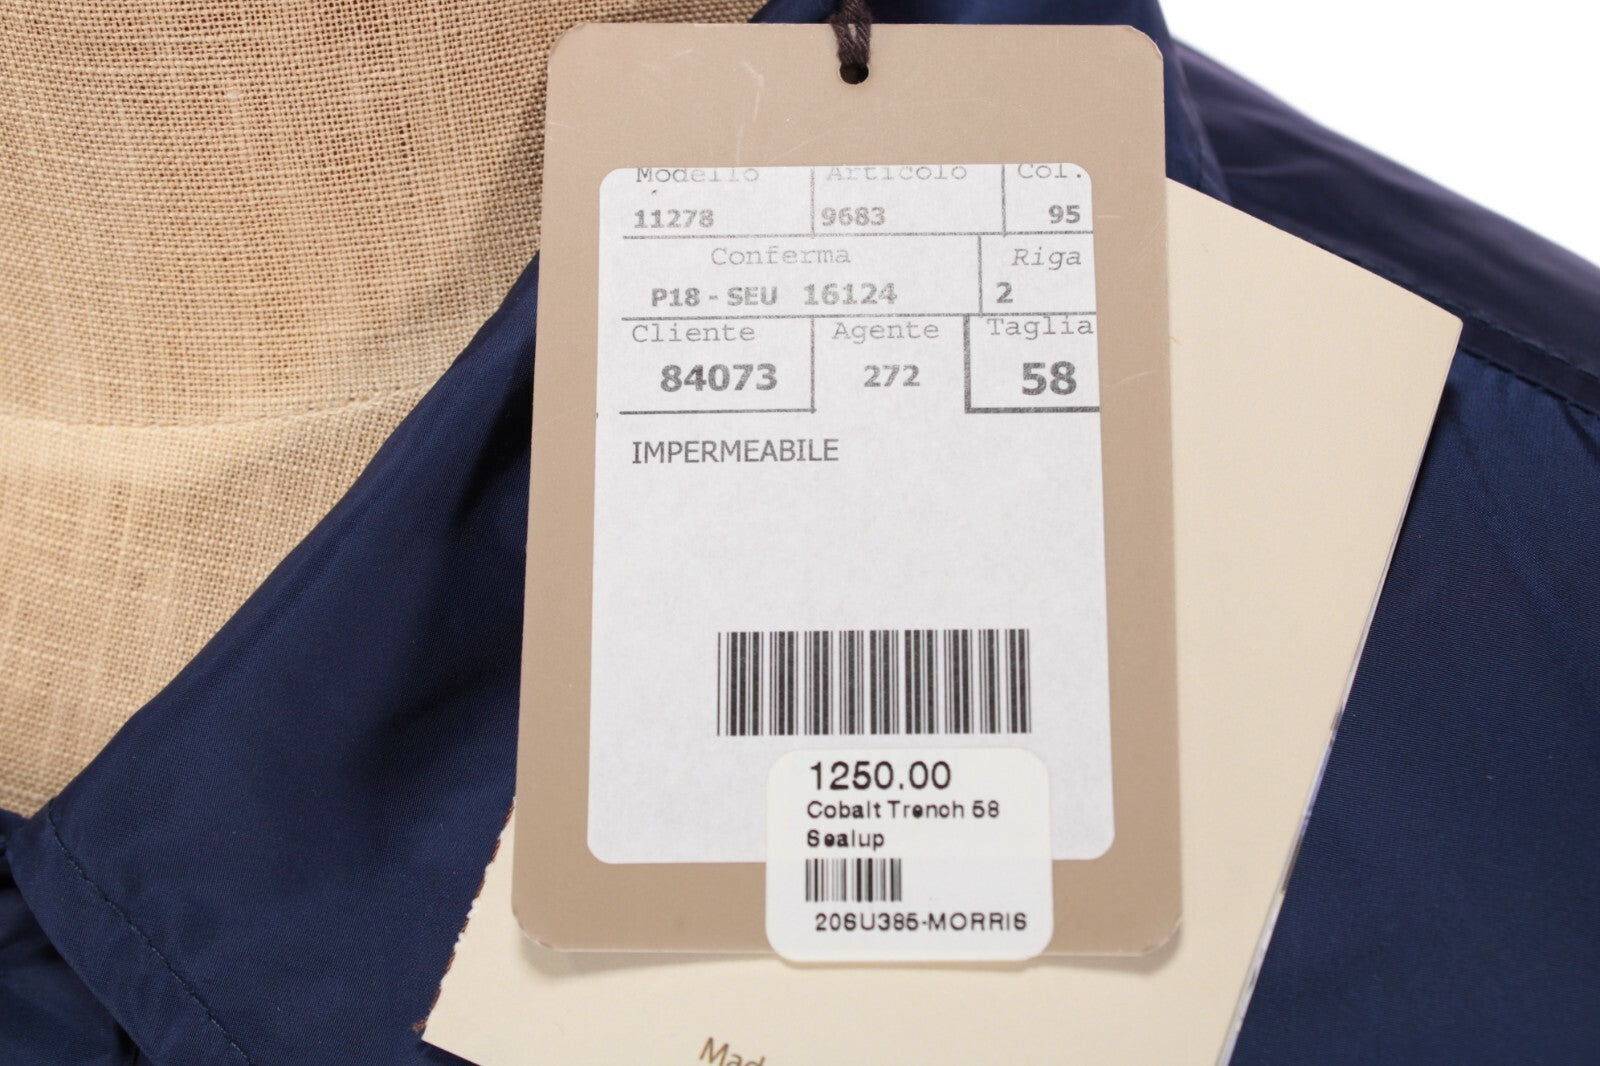 Modello Articolo Col.
11278 9683 95
Conferma Riga
P18 - SEU 16124 2
Cliente Agente Taglia
84073 272 58
IMPERMEABILE
1250.00
Cobalt Trench 58
Sealup
20SU385-MORRIS
Mad